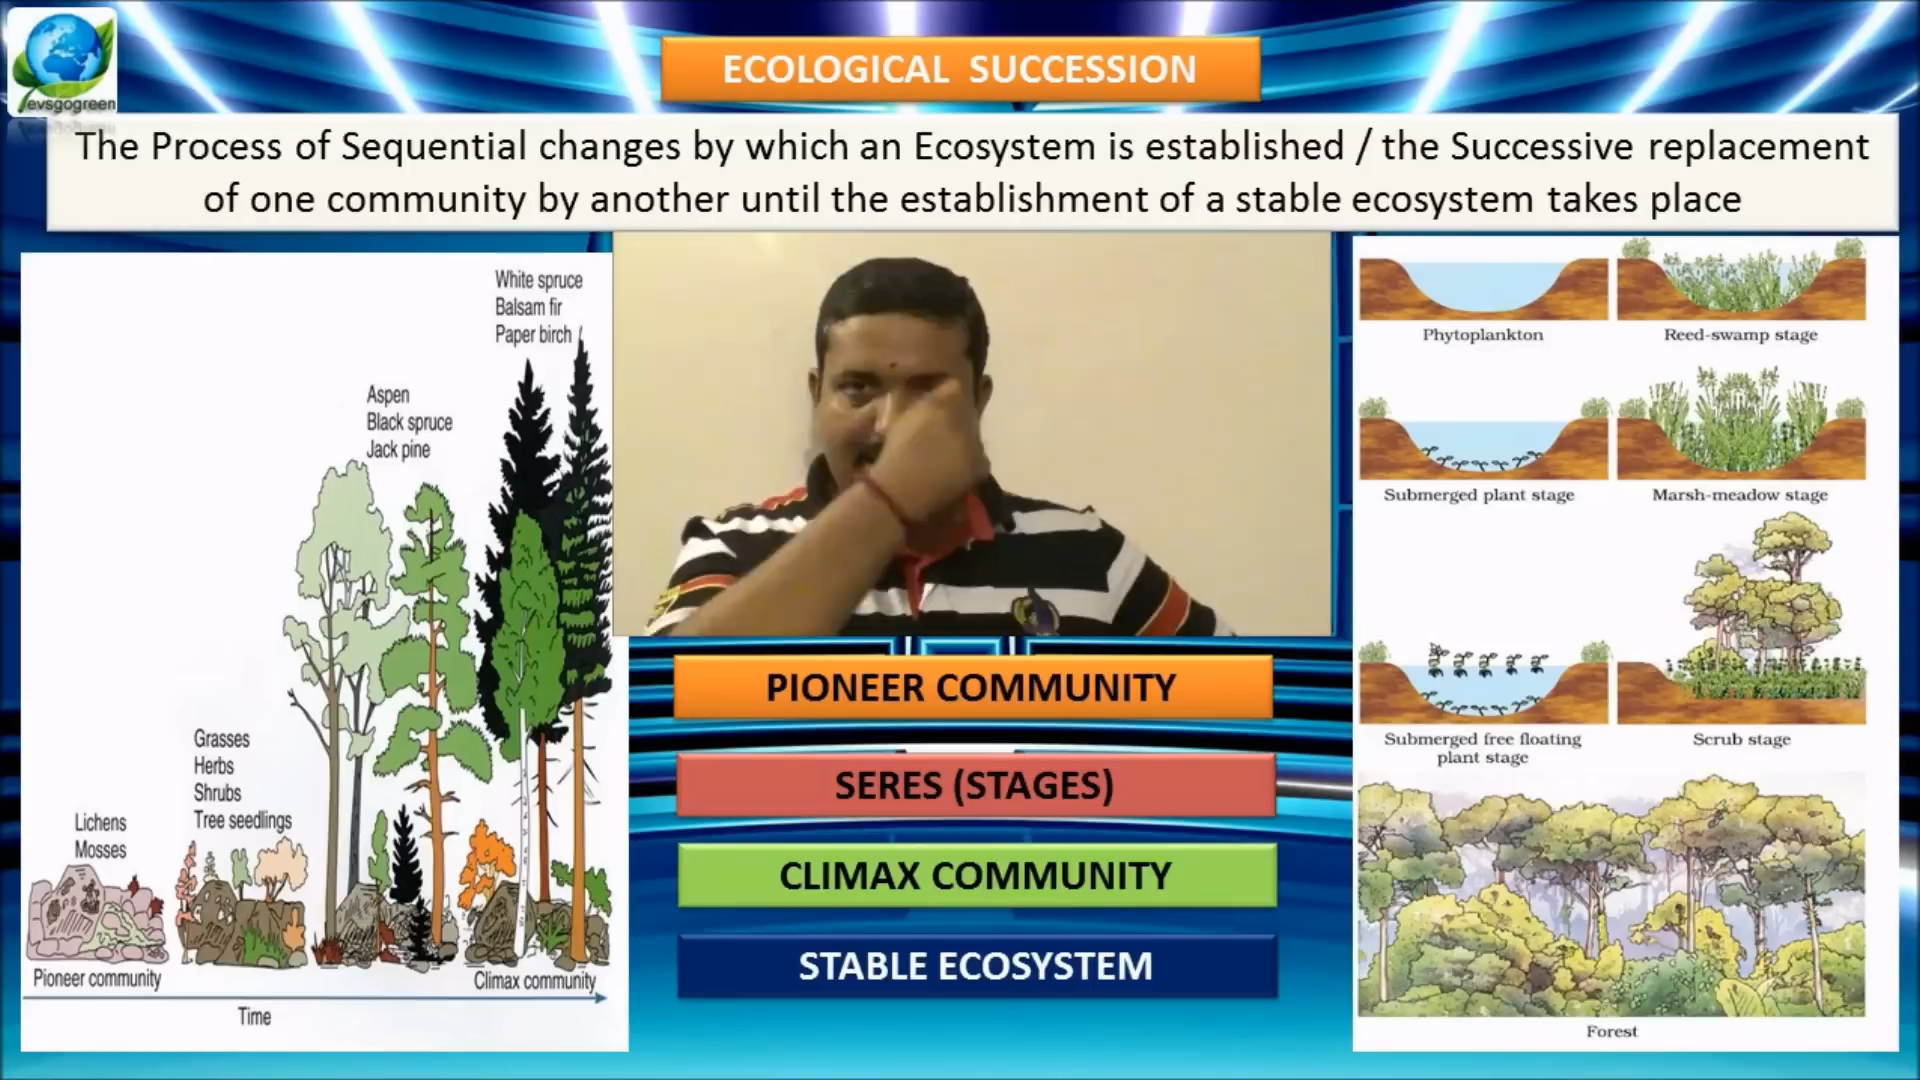 evsgogreen
ECOLOGICAL SUCCESSION
The Process of Sequential changes by which an Ecosystem is established / the Successive replacement
of one community by another until the establishment of a stable ecosystem takes place
White spruce
Balsam fir
Paper birch
Aspen
Black spruce
Jack pine
Grasses
Herbs
Shrubs
Tree seedlings
Lichens
Mosses
Pioneer community
Climax community
Time
PIONEER COMMUNITY
SERES (STAGES)
CLIMAX COMMUNITY
STABLE ECOSYSTEM
Phytoplankton
Reed-swamp stage
Submerged plant stage
Marsh-meadow stage
Submerged free floating
plant stage
Scrub stage
Forest